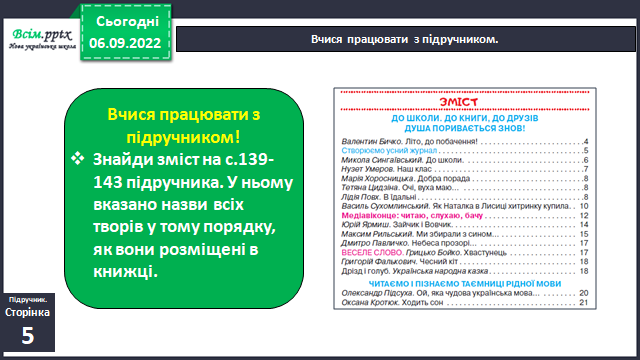 Всім.pptx
Нова українська школа
Сьогодні
06.09.2022
Вчися працювати з підручником.
Вчися працювати з
підручником!
Знайди зміст на с.139-
143 підручника. У ньому
вказано назви всіх
творів у тому порядку,
як вони розміщені в
книжці.
ЗМІСТ
ДО ШКОЛИ, ДО КНИГИ, ДО ДРУЗІВ
ДУША ПОРИВАЄТЬСЯ ЗНОВ!
Валентин Бичко. Літо, до побачення! 4
Створюємо усний журнал 5
Микола Сингаївський. До школи. 6
Нузет Умеров. Наш клас 7
Марія Хоросницька. Добра порада 8
Тетяна Цидзіна. Очі, вуха маю... 8
Лідія Повх. В їдальні 8
Василь Сухомлинський. Як Наталка в Лисиці хитринку купила. 10
Медіавіконце: читаю, слухаю, бачу 12
Юрій Ярмиш. Зайчик і Вовчик. 14
Максим Рильський. Ми збирали з сином... 15
Дмитро Павличко. Небеса прозорі... 17
ВЕСЕЛЕ СЛОВО. Грицько Бойко. Хвастунець 17
Григорій Фалькович. Чесний кіт 18
Дрізд і голуб. Українська народна казка 18
ЧИТАЄМО І ПІЗНАЄМО ТАЄМНИЦІ РІДНОЇ МОВИ
Олександр Підсуха. Ой, яка чудова українська мова... 20
Оксана Кротюк. Ходить сон 21
Підручник.
Сторінка
5